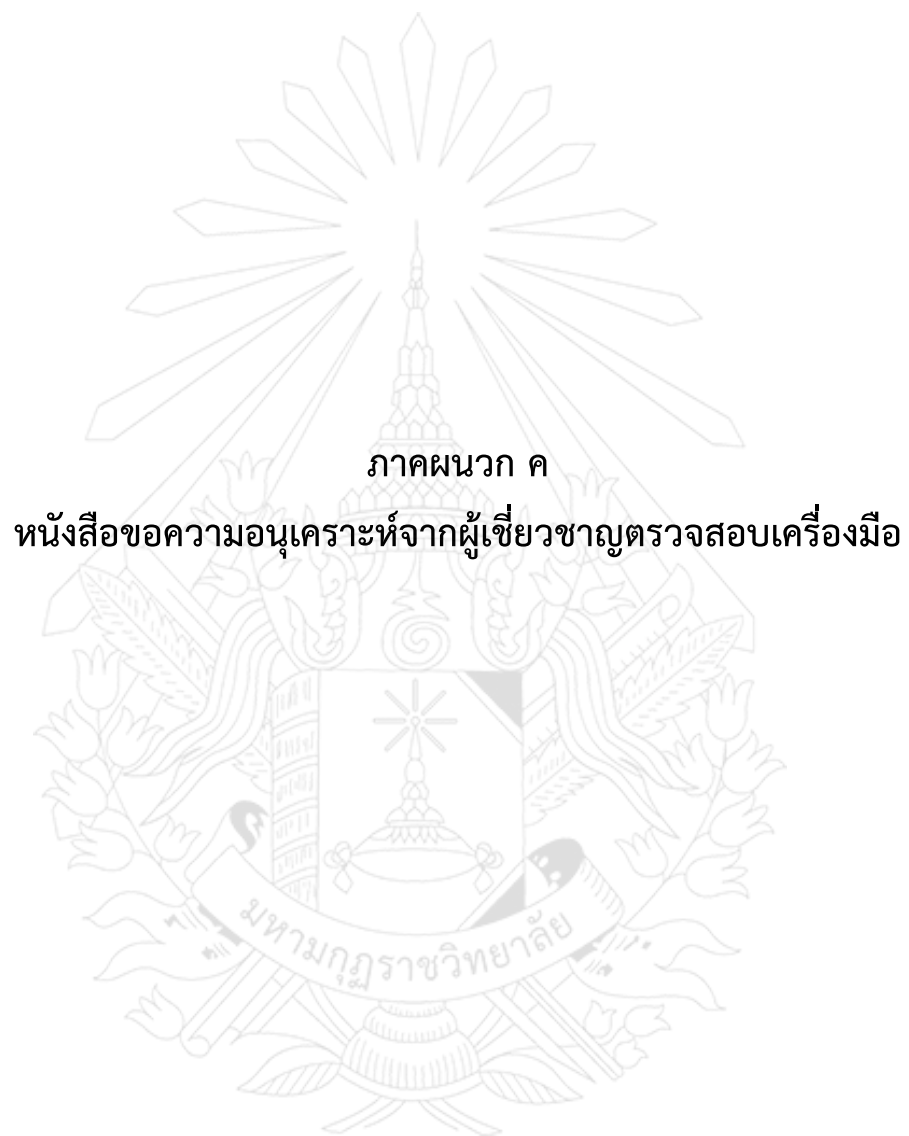 ภาคผนวก ค
หนังสือขอความอนุเคราะห์จากผู้เชี่ยวชาญตรวจสอบเครื่องมือ
มหามกุฏราชวิทยาลัย